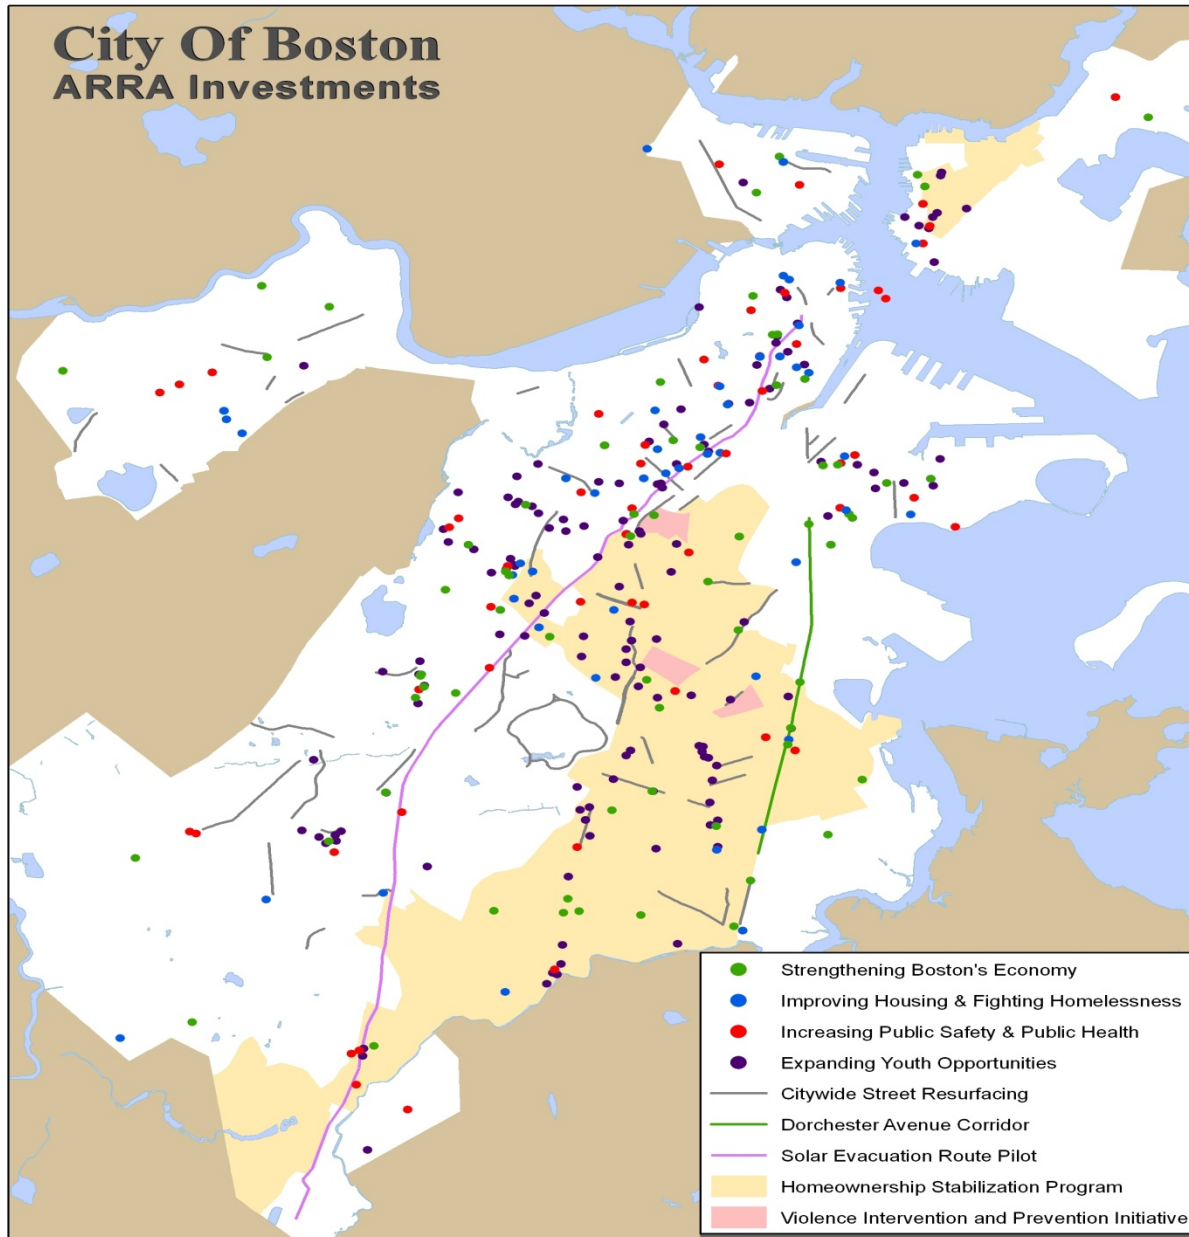 City Of Boston
ARRA Investments
Strengthening Boston's Economy
Improving Housing & Fighting Homelessness
Increasing Public Safety & Public Health
Expanding Youth Opportunities
Citywide Street Resurfacing
Dorchester Avenue Corridor
Solar Evacuation Route Pilot
Homeownership Stabilization Program
Violence Intervention and Prevention Initiative